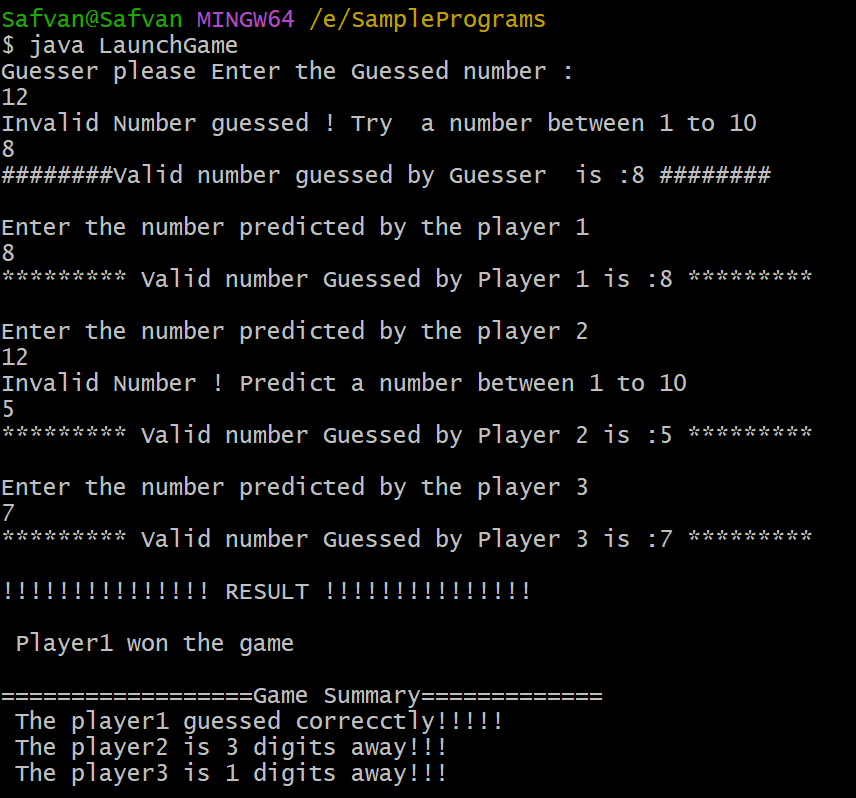 Safvan@Safvan MINGW64 /e/SamplePrograms
$ java LaunchGame
Guesser please Enter the Guessed number :
12
Invalid Number guessed ! Try  a number between 1 to 10
8
########Valid number guessed by Guesser  is :8 ########
Enter the number predicted by the player 1
8
********* Valid number Guessed by Player 1 is :8 *********
Enter the number predicted by the player 2
12
Invalid Number ! Predict a number between 1 to 10
5
********* Valid number Guessed by Player 2 is :5 *********
Enter the number predicted by the player 3
7
********* Valid number Guessed by Player 3 is :7 *********
!!!!!!!!!!!!!!! RESULT !!!!!!!!!!!!!!!
Player1 won the game
==================Game Summary=============
The player1 guessed correcctly!!!!!
The player2 is 3 digits away!!!
The player3 is 1 digits away!!!